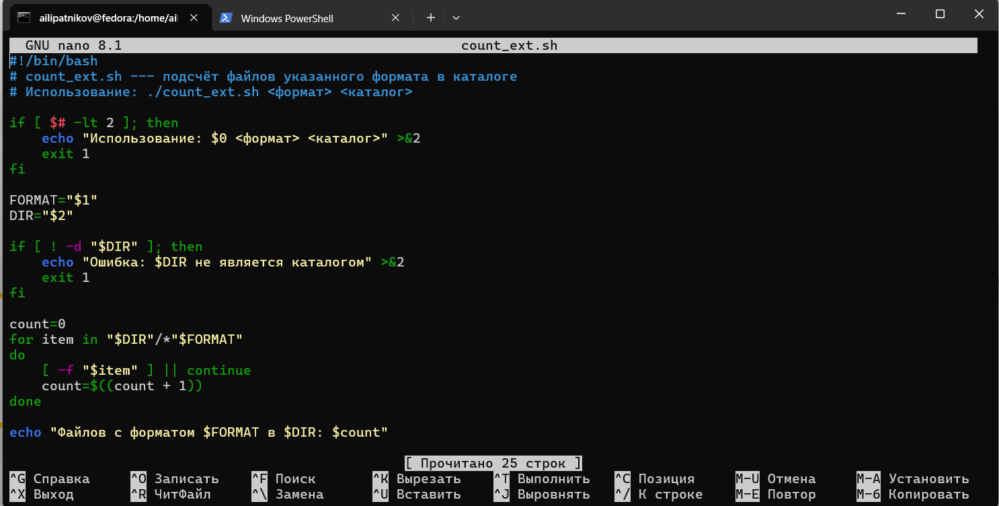 ailipatnikov@fedora:/home/ail
Windows PowerShell
GNU nano 8.1 count_ext.sh
#!/bin/bash
# count_ext.sh --- подсчёт файлов указанного формата в каталоге
# Использование: ./count_ext.sh <формат> <каталог>
if [ $# -lt 2 ]; then
    echo "Использование: $0 <формат> <каталог>" >&2
    exit 1
fi
FORMAT="$1"
DIR="$2"
if [ ! -d "$DIR" ]; then
    echo "Ошибка: $DIR не является каталогом" >&2
    exit 1
fi
count=0
for item in "$DIR"/*"$FORMAT"
do
    [ -f "$item" ] || continue
    count=$((count + 1))
done
echo "Файлов с форматом $FORMAT в $DIR: $count"
[ Прочитано 25 строк ]
^G Справка ^O Записать ^F Поиск ^K Вырезать ^T Выполнить ^C Позиция M-U Отмена M-A Установить
^X Выход ^R ЧитФайл ^\ Замена ^U Вставить ^J Выровнять ^/ К строке M-E Повтор M-6 Копировать